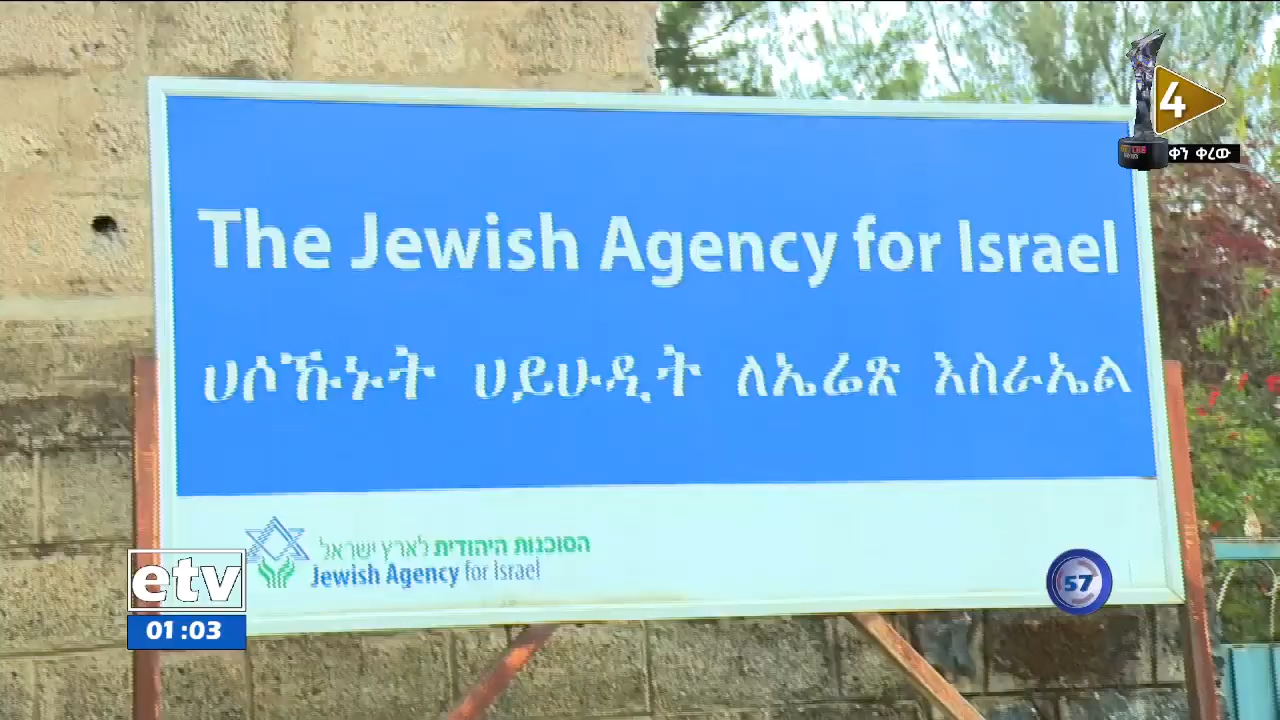 The Jewish Agency for Israel
ሀሶኹኑት ሀይሁዲት ለኤሬጽ እስራኤል
הסוכנות היהודית לארץ ישראל
Jewish Agency for Israel
4
ቀን ቀረው
57
etv
01:03